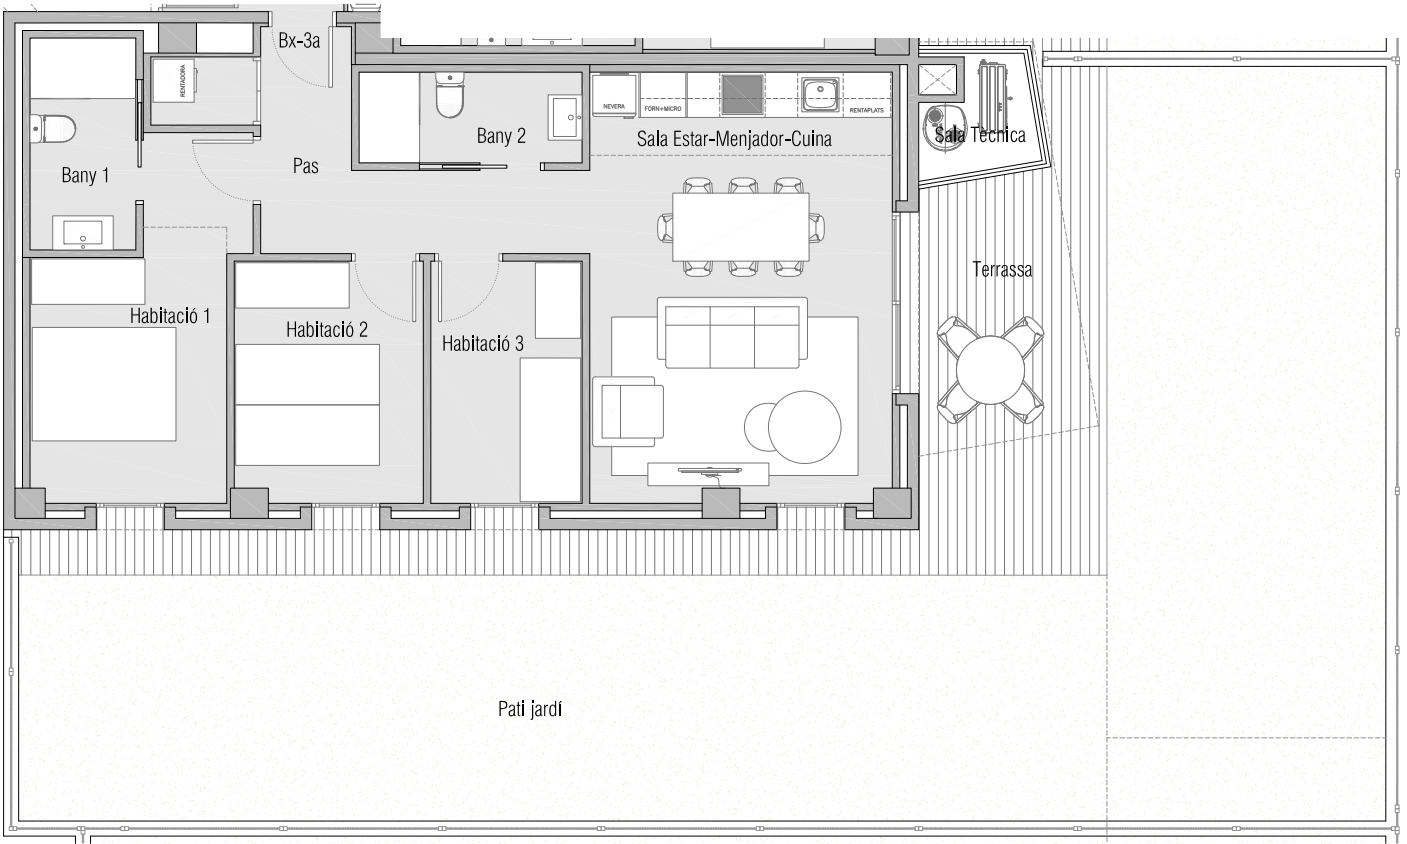 Bx-3a
RENTADORA
NEVERA
FORN+MICRO
RENTAPLATS
Bany 2
Sala Estar-Menjador-Cuina
Sala Tècnica
Pas
Bany 1
Terrassa
Habitació 1
Habitació 2
Habitació 3
Pati jardí